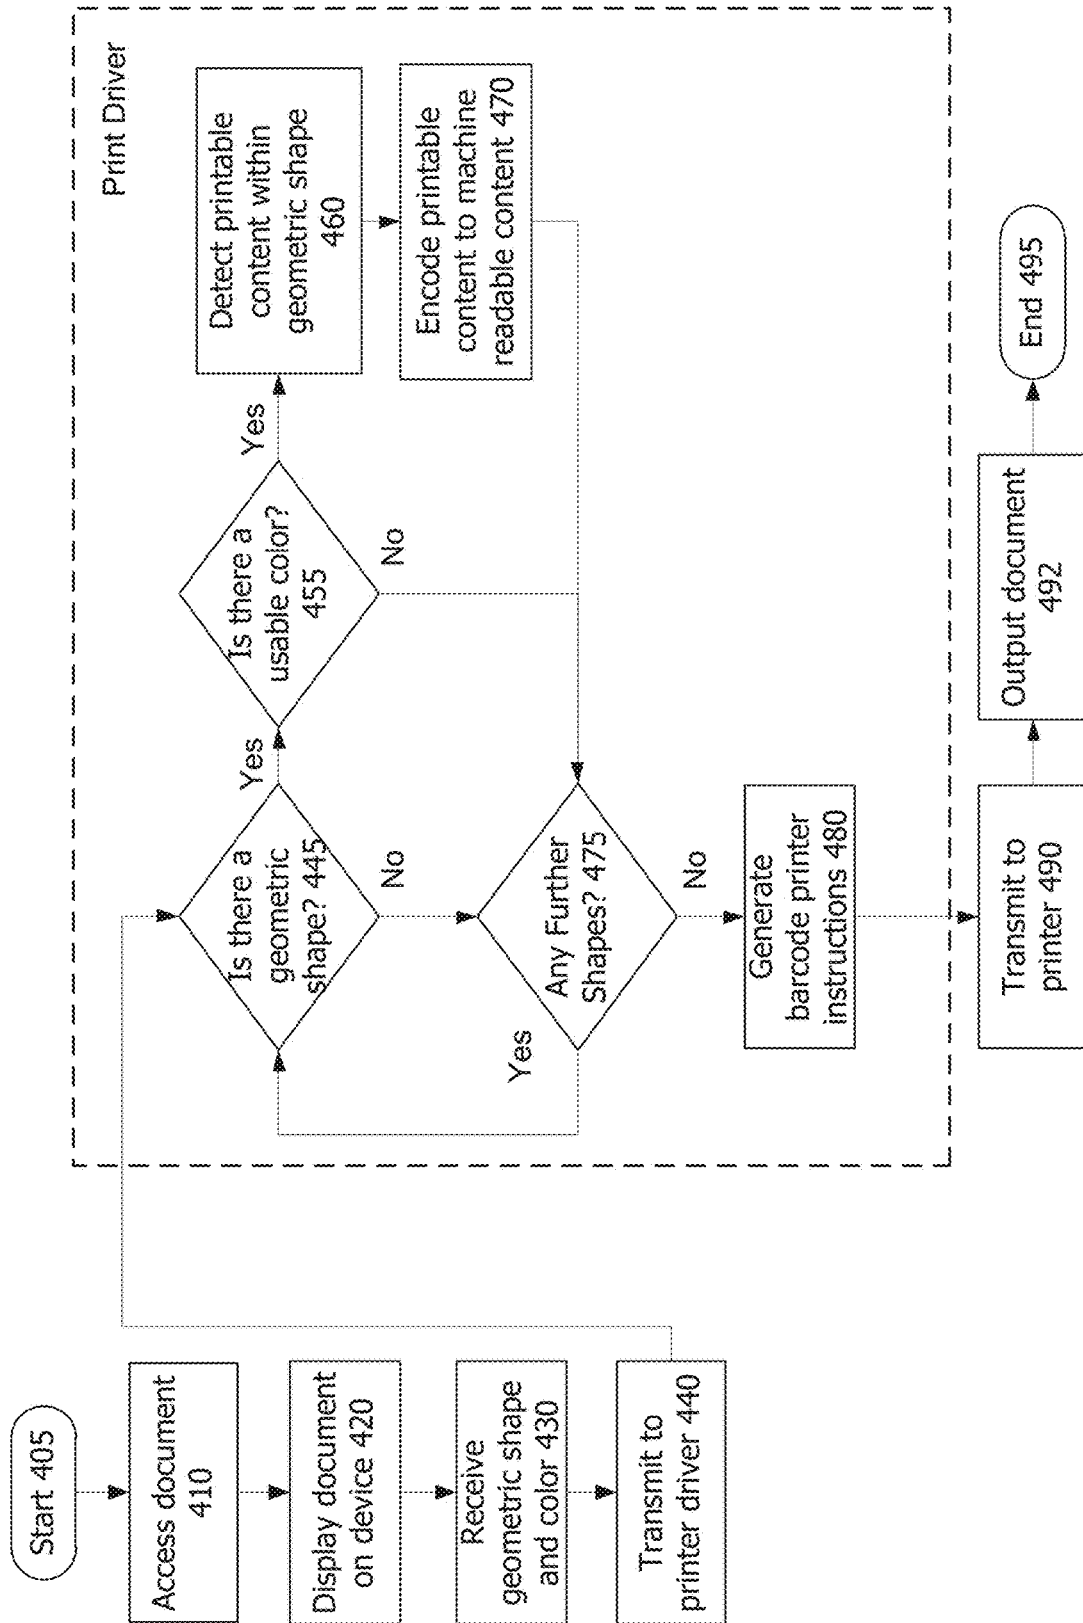 Start 405
Access document
410
Display document
on device 420
Receive
geometric shape
and color 430
Transmit to
printer driver 440
Print Driver
Is there a
geometric
shape? 445
Yes
No
Is there a
usable color?
455
Yes
No
Detect printable
content within
geometric shape
460
Encode printable
content to machine
readable content 470
Any Further
Shapes? 475
Yes
No
Generate
barcode printer
instructions 480
Transmit to
printer 490
Output document
492
End 495